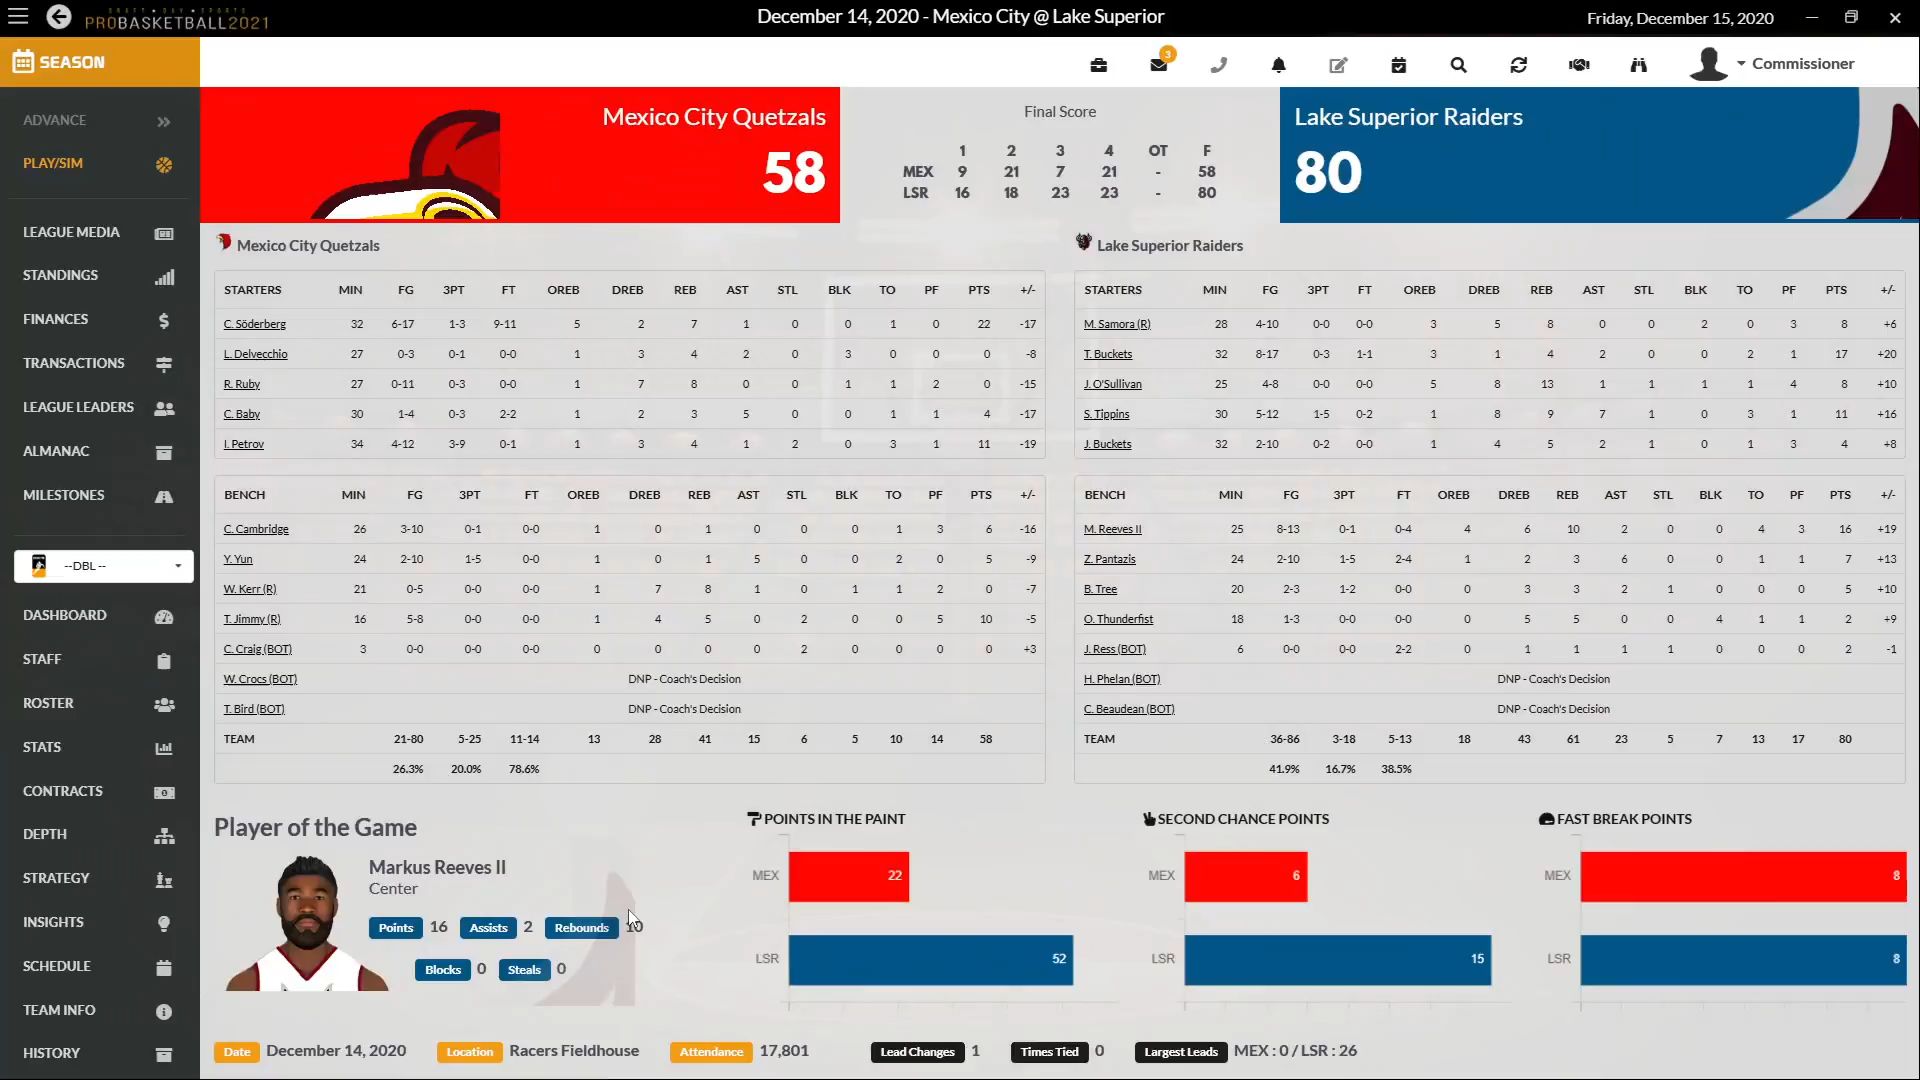 DRAFT • DAY • SPORTS
PROBASKETBALL2021
December 14, 2020 - Mexico City @ Lake Superior
Friday, December 15, 2020
SEASON
3
Commissioner
ADVANCE
PLAY/SIM
LEAGUE MEDIA
STANDINGS
FINANCES
TRANSACTIONS
LEAGUE LEADERS
ALMANAC
MILESTONES
--DBL --
DASHBOARD
STAFF
ROSTER
STATS
CONTRACTS
DEPTH
STRATEGY
INSIGHTS
SCHEDULE
TEAM INFO
HISTORY
Mexico City Quetzals
58
Final Score
1 2 3 4 OT F
MEX 9 21 7 21 - 58
LSR 16 18 23 23 - 80
Lake Superior Raiders
80
Mexico City Quetzals
STARTERS MIN FG 3PT FT OREB DREB REB AST STL BLK TO PF PTS +/-
C. Söderberg 32 6-17 1-3 9-11 5 2 7 1 0 0 1 0 22 -17
L. Delvecchio 27 0-3 0-1 0-0 1 3 4 2 0 3 0 0 0 -8
R. Ruby 27 0-11 0-3 0-0 1 7 8 0 0 1 1 2 0 -15
C. Baby 30 1-4 0-3 2-2 1 2 3 5 0 0 1 1 4 -17
I. Petrov 34 4-12 3-9 0-1 1 3 4 1 2 0 3 1 11 -19
BENCH MIN FG 3PT FT OREB DREB REB AST STL BLK TO PF PTS +/-
C. Cambridge 26 3-10 0-1 0-0 1 0 1 0 0 0 1 3 6 -16
Y. Yun 24 2-10 1-5 0-0 1 0 1 5 0 0 2 0 5 -9
W. Kerr (R) 21 0-5 0-0 0-0 1 7 8 1 0 1 1 2 0 -7
T. Jimmy (R) 16 5-8 0-0 0-0 1 4 5 0 2 0 0 5 10 -5
C. Craig (BOT) 3 0-0 0-0 0-0 0 0 0 0 2 0 0 0 0 +3
W. Crocs (BOT) DNP - Coach's Decision
T. Bird (BOT) DNP - Coach's Decision
TEAM 21-80 5-25 11-14 13 28 41 15 6 5 10 14 58
26.3% 20.0% 78.6%
Lake Superior Raiders
STARTERS MIN FG 3PT FT OREB DREB REB AST STL BLK TO PF PTS +/-
M. Samora (R) 28 4-10 0-0 0-0 3 5 8 0 0 2 0 3 8 +6
T. Buckets 32 8-17 0-3 1-1 3 1 4 2 0 0 2 1 17 +20
J. O'Sullivan 25 4-8 0-0 0-0 5 8 13 1 1 1 1 4 8 +10
S. Tippins 30 5-12 1-5 0-2 1 8 9 7 1 0 3 1 11 +16
J. Buckets 32 2-10 0-2 0-0 1 4 5 2 1 0 1 3 4 +8
BENCH MIN FG 3PT FT OREB DREB REB AST STL BLK TO PF PTS +/-
M. Reeves II 25 8-13 0-1 0-4 4 6 10 2 0 0 4 3 16 +19
Z. Pantazis 24 2-10 1-5 2-4 1 2 3 6 0 0 1 1 7 +13
B. Tree 20 2-3 1-2 0-0 0 3 3 2 1 0 0 0 5 +10
O. Thunderfist 18 1-3 0-0 0-0 0 5 5 0 0 4 1 1 2 +9
J. Ress (BOT) 6 0-0 0-0 2-2 0 1 1 1 1 0 0 0 2 -1
H. Phelan (BOT) DNP - Coach's Decision
C. Beaudean (BOT) DNP - Coach's Decision
TEAM 36-86 3-18 5-13 18 43 61 23 5 7 13 17 80
41.9% 16.7% 38.5%
Player of the Game
Markus Reeves II
Center
Points 16 Assists 2 Rebounds 10
Blocks 0 Steals 0
POINTS IN THE PAINT
MEX 22
LSR 52
SECOND CHANCE POINTS
MEX 6
LSR 15
FAST BREAK POINTS
MEX 8
LSR 8
Date December 14, 2020 Location Racers Fieldhouse Attendance 17,801 Lead Changes 1 Times Tied 0 Largest Leads MEX : 0 / LSR : 26